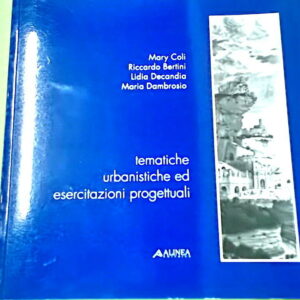 Mary Coli
Riccardo Bertini
Lidia Decandia
Maria Dambrosio
tematiche
urbanistiche ed
esercitazioni progettuali
ALINEA